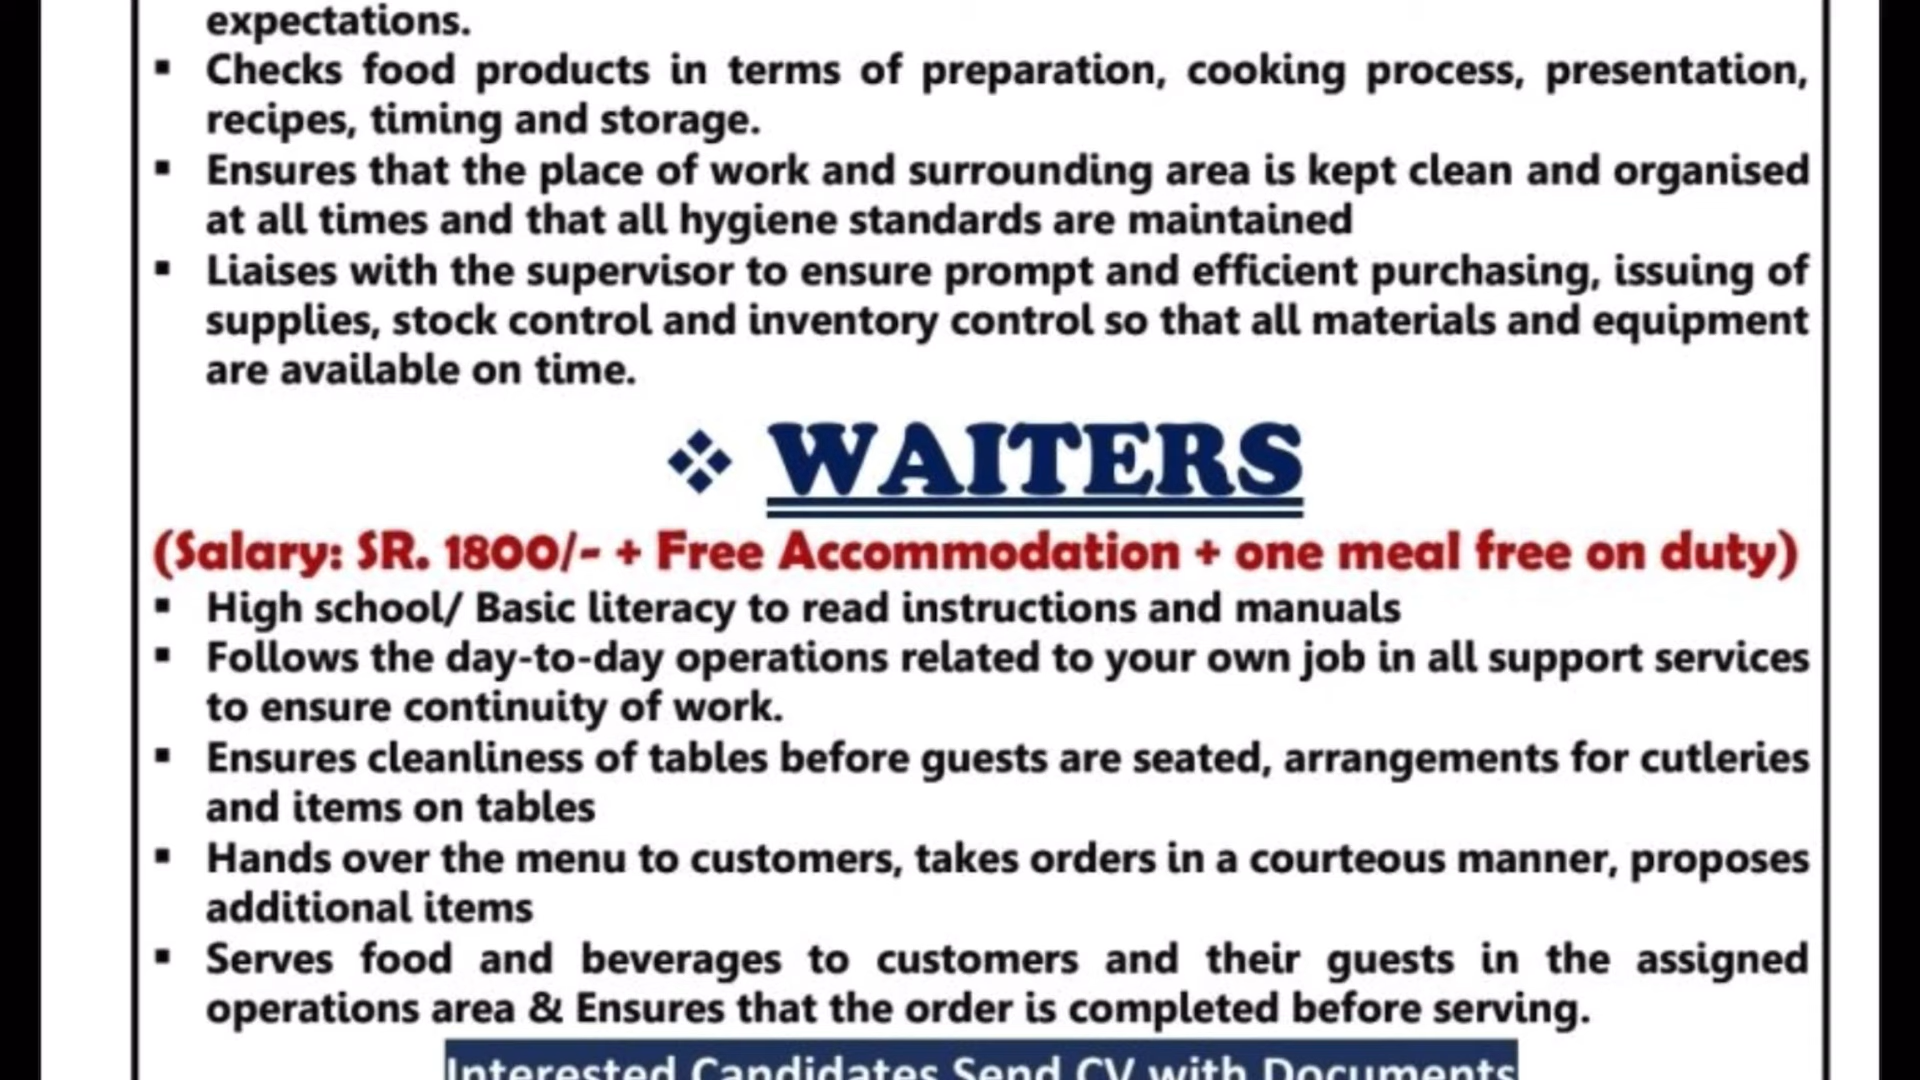 expectations.
▪ Checks food products in terms of preparation, cooking process, presentation,
recipes, timing and storage.
▪ Ensures that the place of work and surrounding area is kept clean and organised
at all times and that all hygiene standards are maintained
▪ Liaises with the supervisor to ensure prompt and efficient purchasing, issuing of
supplies, stock control and inventory control so that all materials and equipment
are available on time.
❖ WAITERS
(Salary: SR. 1800/- + Free Accommodation + one meal free on duty)
▪ High school/ Basic literacy to read instructions and manuals
▪ Follows the day-to-day operations related to your own job in all support services
to ensure continuity of work.
▪ Ensures cleanliness of tables before guests are seated, arrangements for cutleries
and items on tables
▪ Hands over the menu to customers, takes orders in a courteous manner, proposes
additional items
▪ Serves food and beverages to customers and their guests in the assigned
operations area & Ensures that the order is completed before serving.
Interested Candidates Send CV with Documents